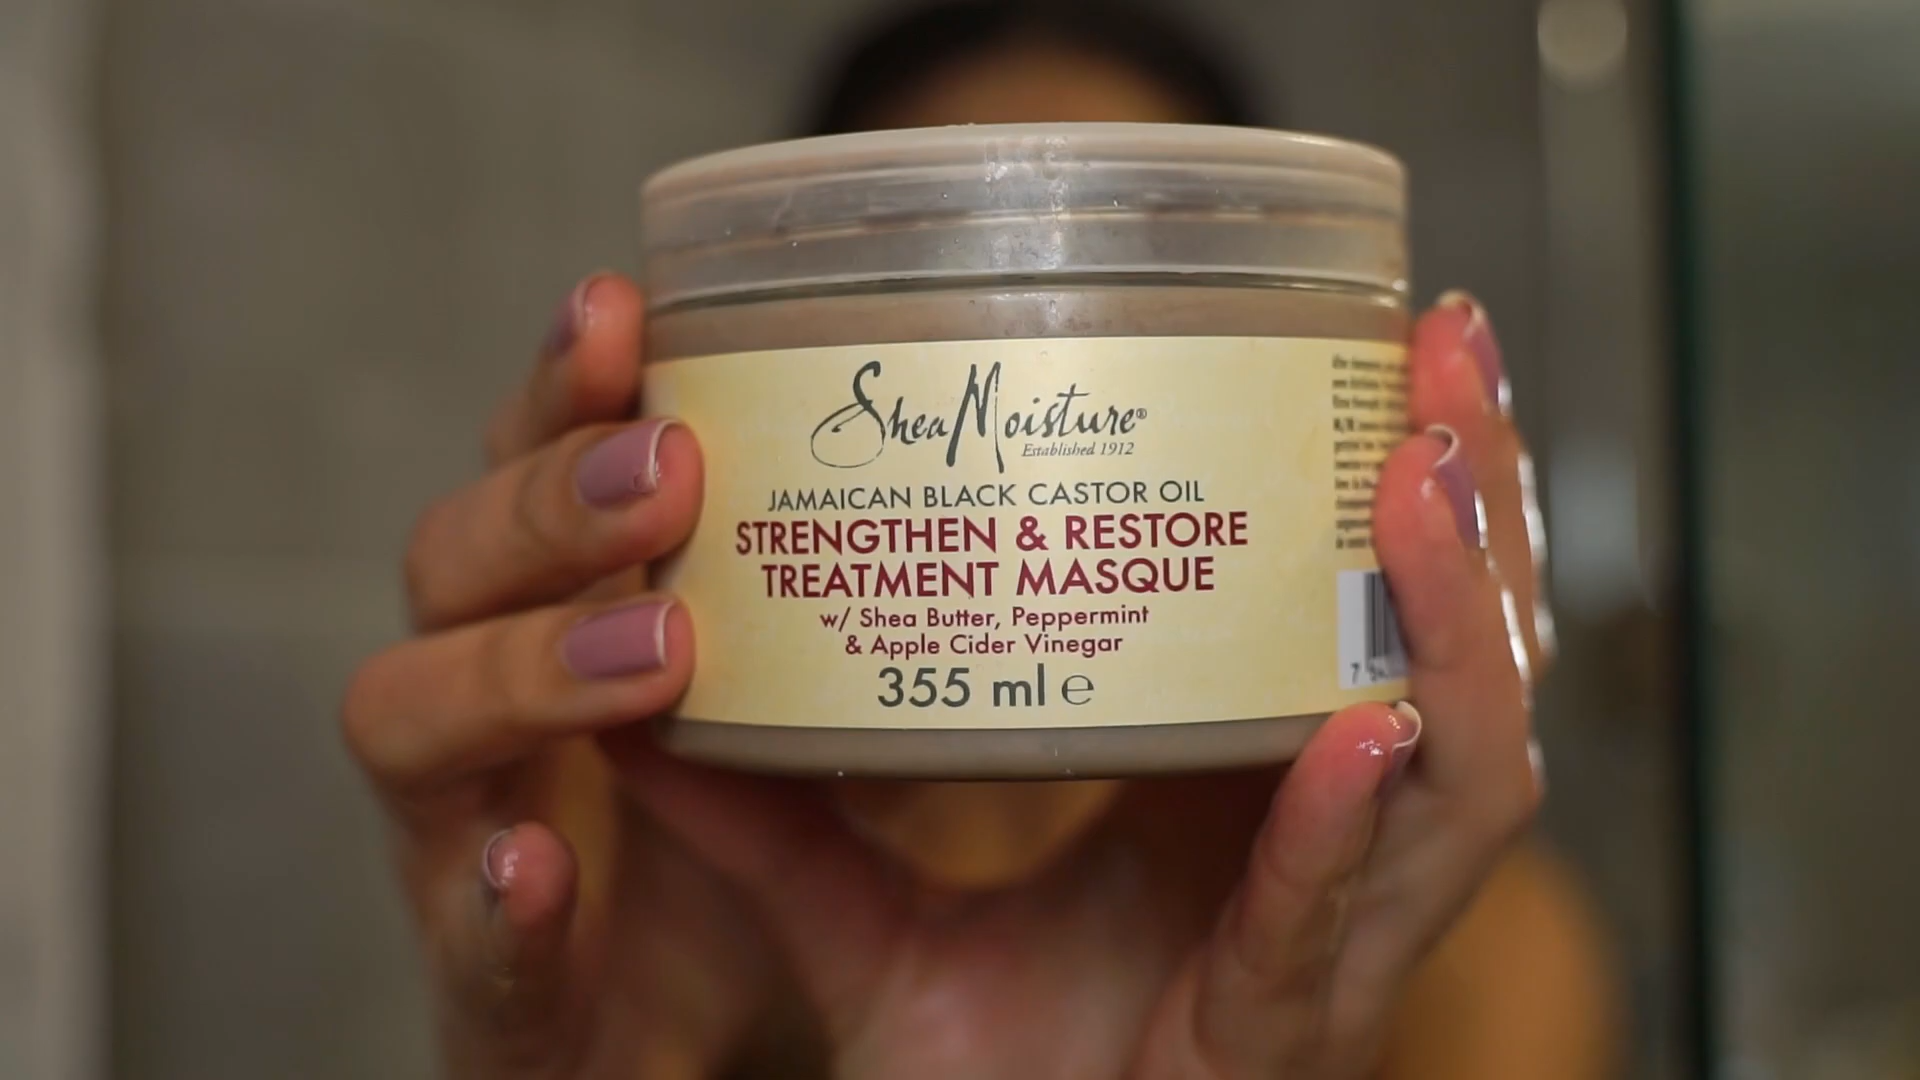 SheaMoisture®
Established 1912
JAMAICAN BLACK CASTOR OIL
STRENGTHEN & RESTORE
TREATMENT MASQUE
w/ Shea Butter, Peppermint
& Apple Cider Vinegar
355 ml ℮
7